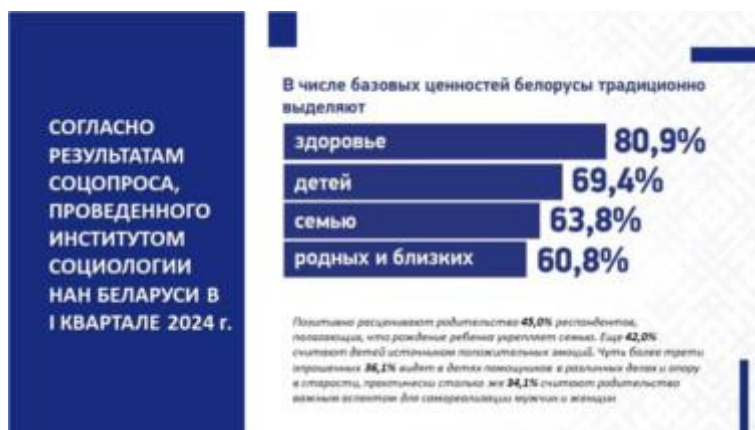 СОГЛАСНО
РЕЗУЛЬТАТАМ
СОЦОПРОСА,
ПРОВЕДЕННОГО
ИНСТИТУТОМ
СОЦИОЛОГИИ
НАН БЕЛАРУСИ В
I КВАРТАЛЕ 2024 г.
В числе базовых ценностей белорусы традиционно
выделяют
здоровье 80,9%
детей 69,4%
семью 63,8%
родных и близких 60,8%
Позитивно расценивают родительство 45,0% респондентов,
полагающих, что рождение ребенка укрепляет семью. Еще 42,0%
считают детей источником положительных эмоций. Чуть более трети
опрошенных 36,1% видят в детях помощников в различных делах и опору
в старости, практически столько же 34,1% считают родительство
важным аспектом для самореализации мужчин и женщин